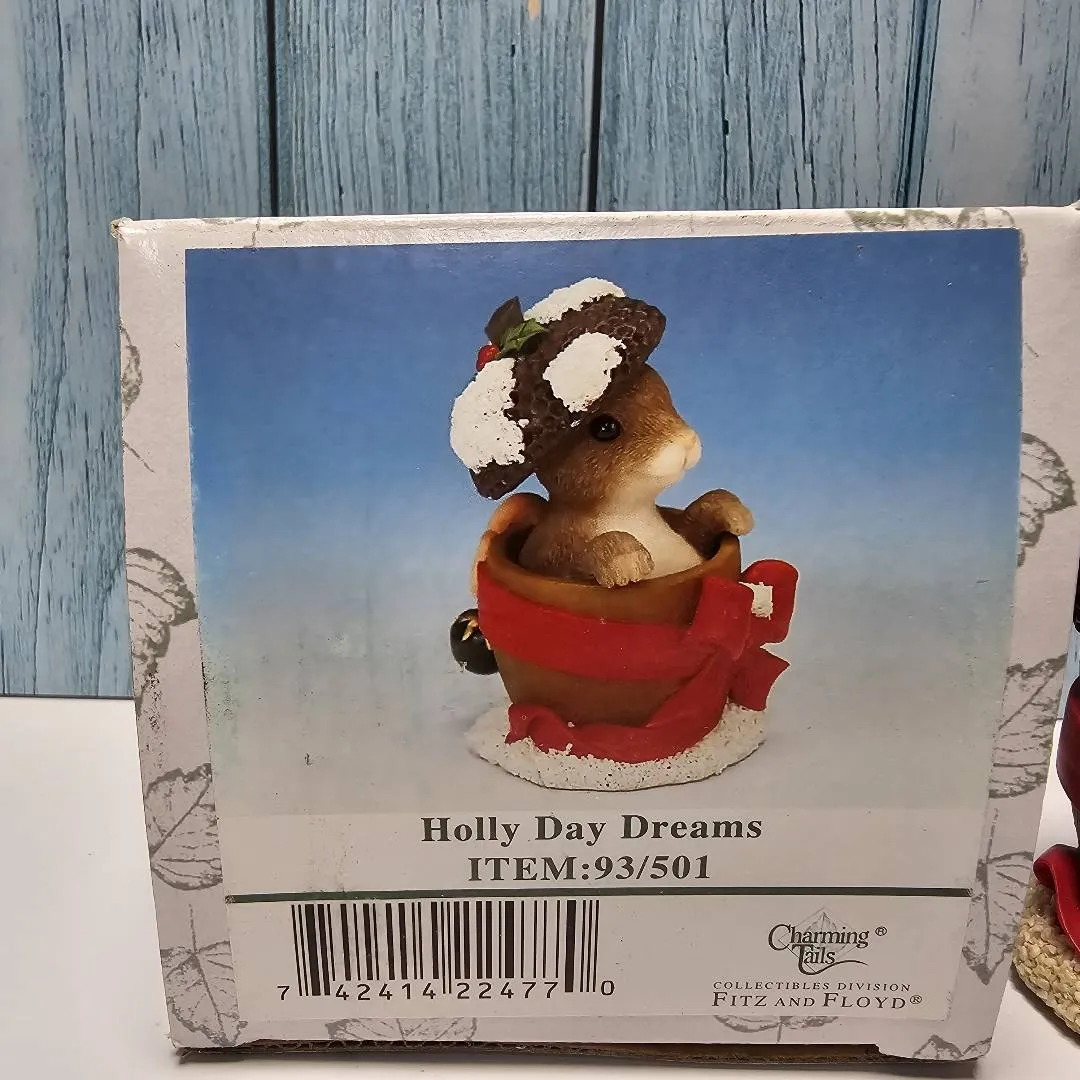 Holly Day Dreams
ITEM:93/501
7 42414 22477 0
Charming ®
Tails
COLLECTIBLES DIVISION
FITZ AND FLOYD®